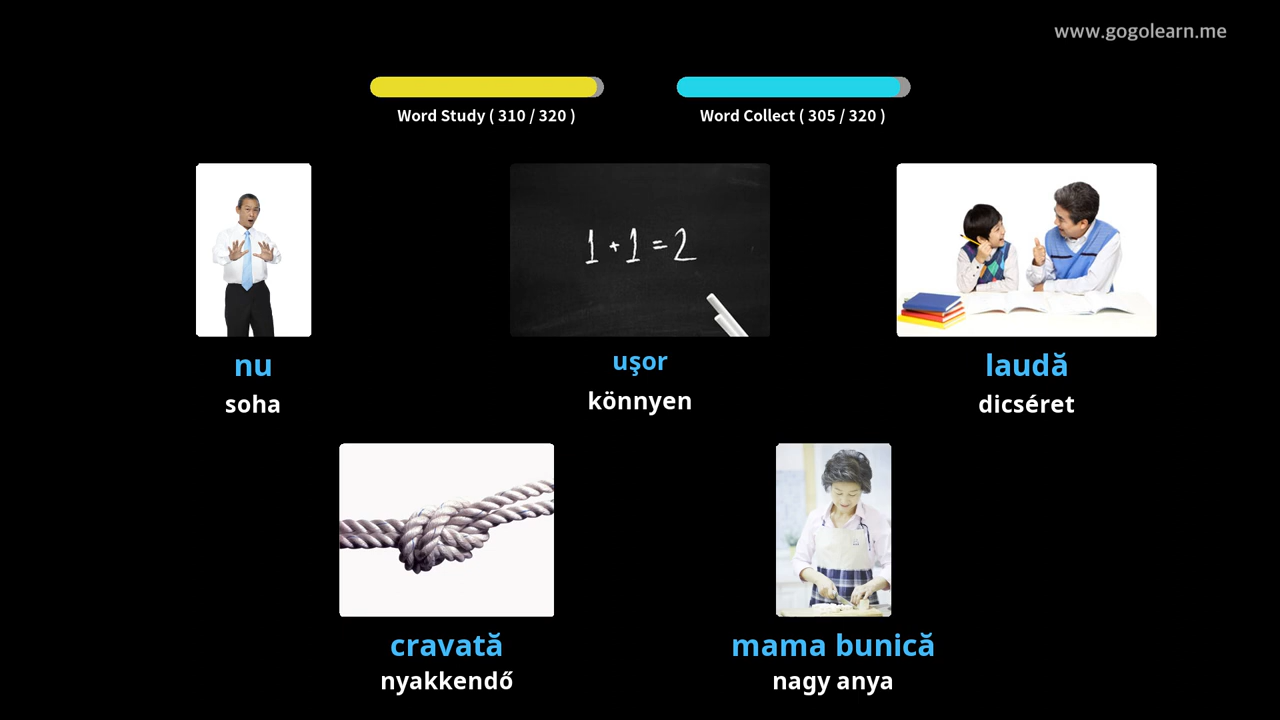 www.gogolearn.me
Word Study ( 310 / 320 )
Word Collect ( 305 / 320 )
1 + 1 = 2
nu
soha
uşor
könnyen
laudă
dicséret
cravată
nyakkendő
mama bunică
nagy anya